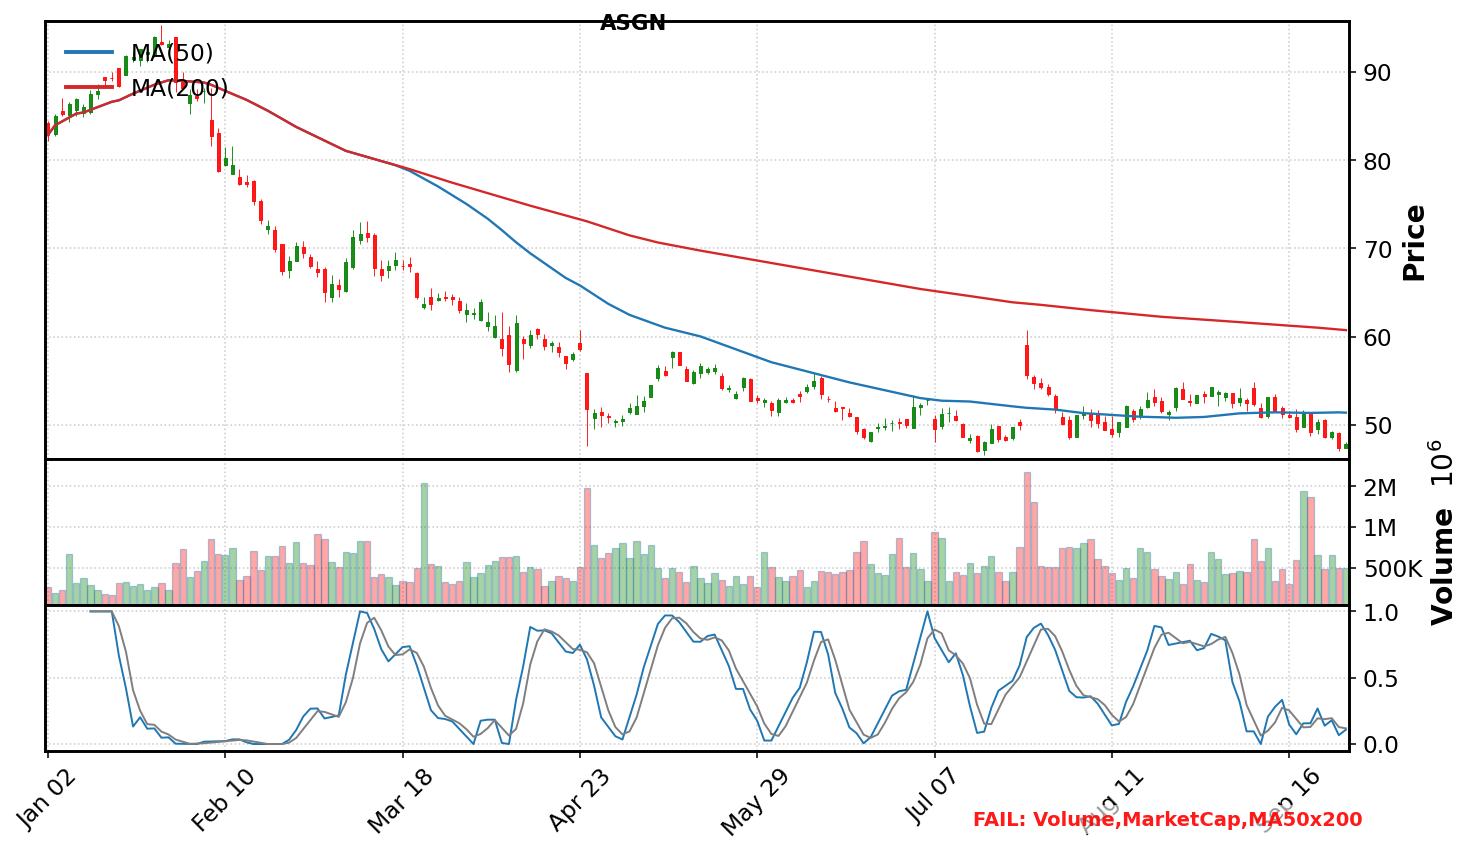 ASGN
MA(50)
MA(200)
90
80
70
60
50
Price
2M
1M
500K
Volume 10^6
1.0
0.5
0.0
Jan 02
Feb 10
Mar 18
Apr 23
May 29
Jul 07
Aug 11
Sep 16
FAIL: Volume,MarketCap,MA50x200